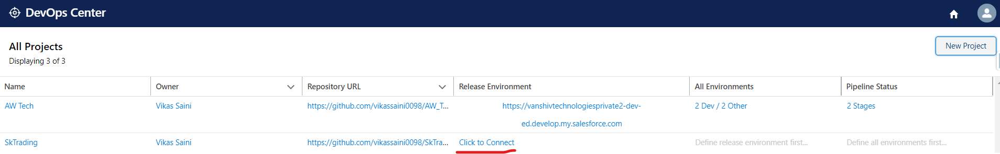 DevOps Center
All Projects
New Project
Displaying 3 of 3
Name Owner Repository URL Release Environment All Environments Pipeline Status
AW Tech Vikas Saini https://github.com/vikassaini0098/AW_T... https://vanshivtechnologiesprivate2-dev- 2 Dev / 2 Other 2 Stages
ed.develop.my.salesforce.com
SkTrading Vikas Saini https://github.com/vikassaini0098/SkTra... Click to Connect Define release environment first... Define all environments first...